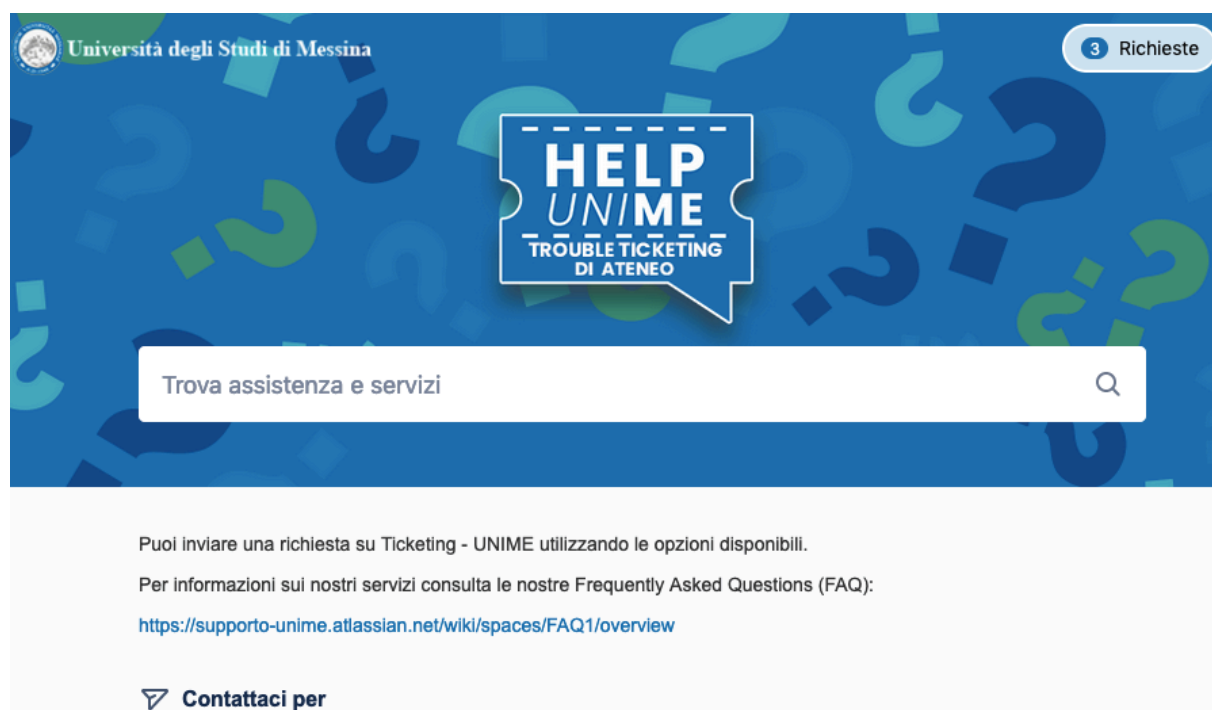 Università degli Studi di Messina
3 Richieste
HELP
UNIME
TROUBLE TICKETING
DI ATENEO
Trova assistenza e servizi
Puoi inviare una richiesta su Ticketing - UNIME utilizzando le opzioni disponibili.
Per informazioni sui nostri servizi consulta le nostre Frequently Asked Questions (FAQ):
https://supporto-unime.atlassian.net/wiki/spaces/FAQ1/overview
Contattaci per